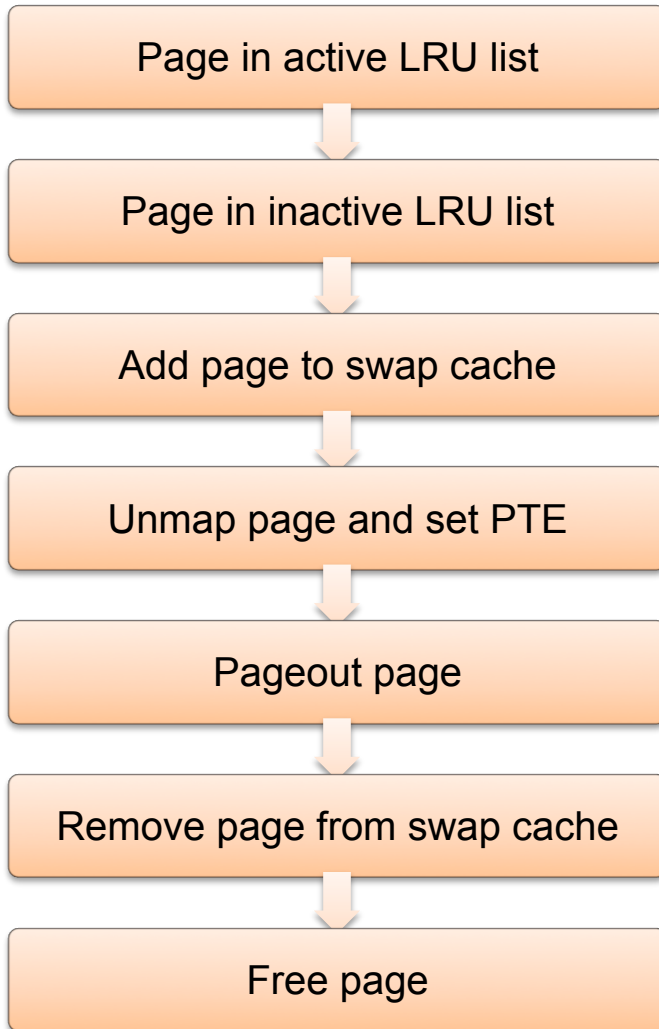 Page in active LRU list
Page in inactive LRU list
Add page to swap cache
Unmap page and set PTE
Pageout page
Remove page from swap cache
Free page